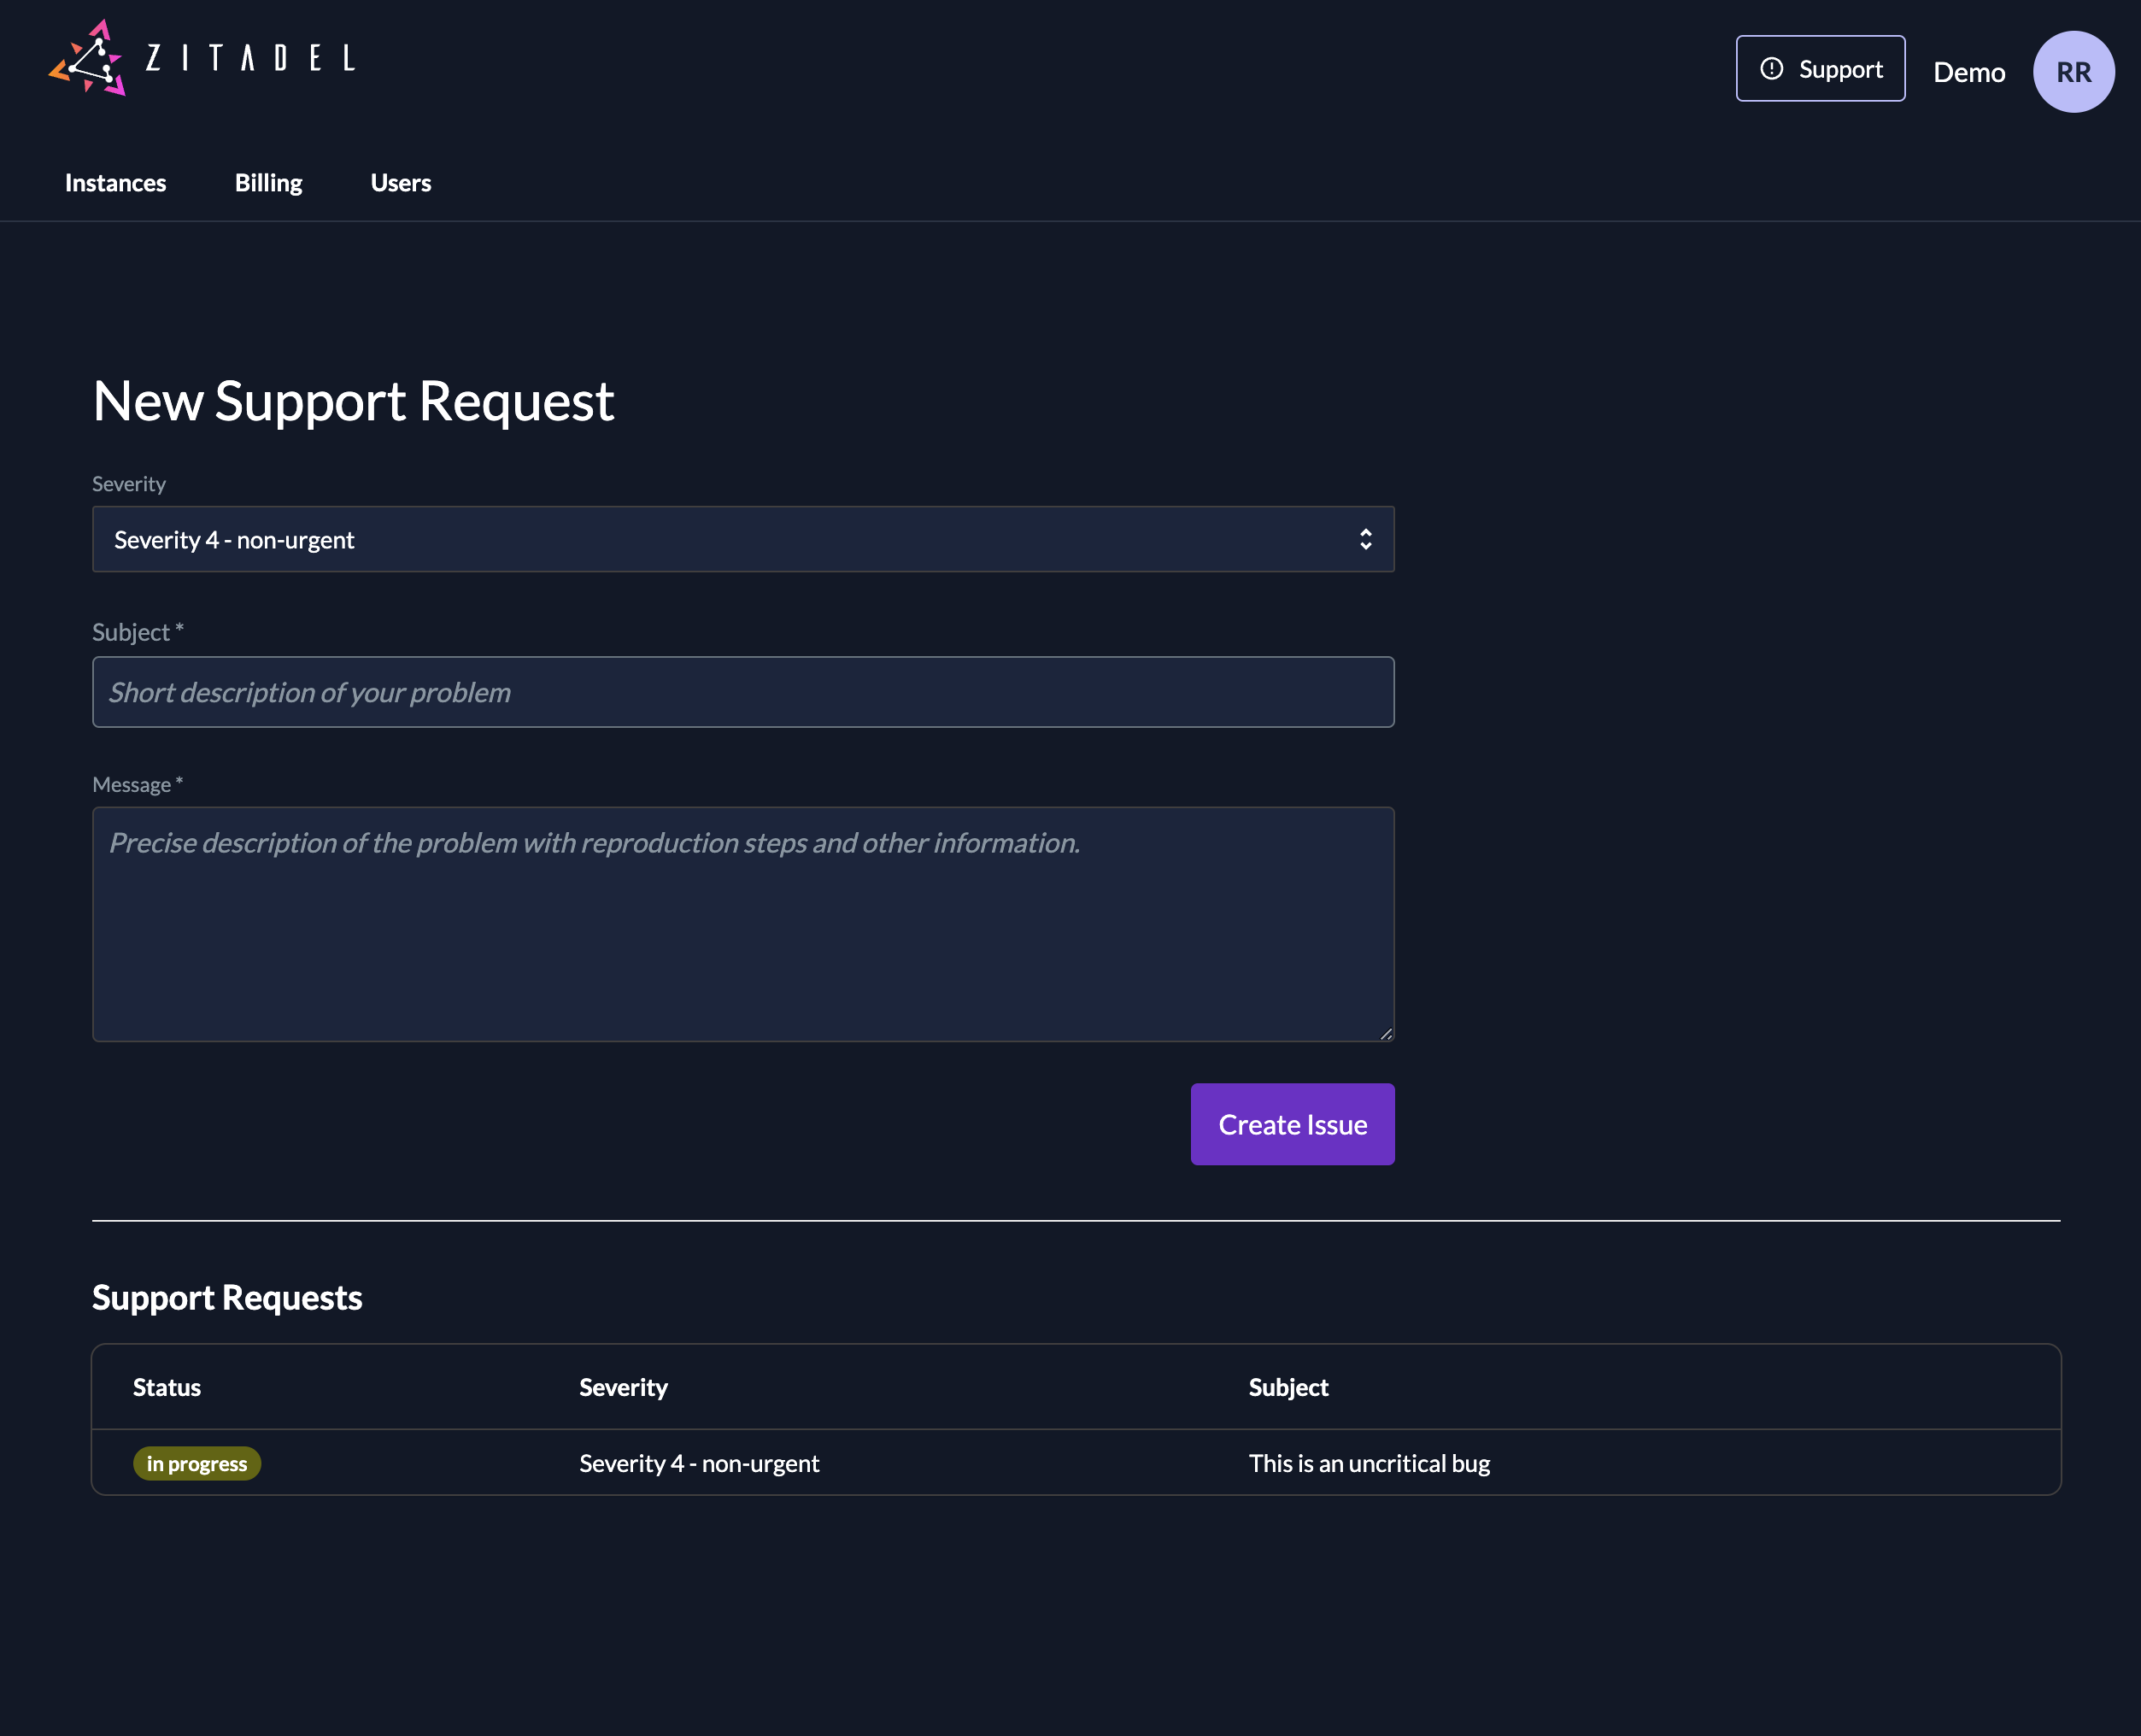 ZITADEL
Support
Demo
RR
Instances
Billing
Users
New Support Request
Severity
Severity 4 - non-urgent
Subject *
Short description of your problem
Message *
Precise description of the problem with reproduction steps and other information.
Create Issue
Support Requests
Status Severity Subject
in progress Severity 4 - non-urgent This is an uncritical bug